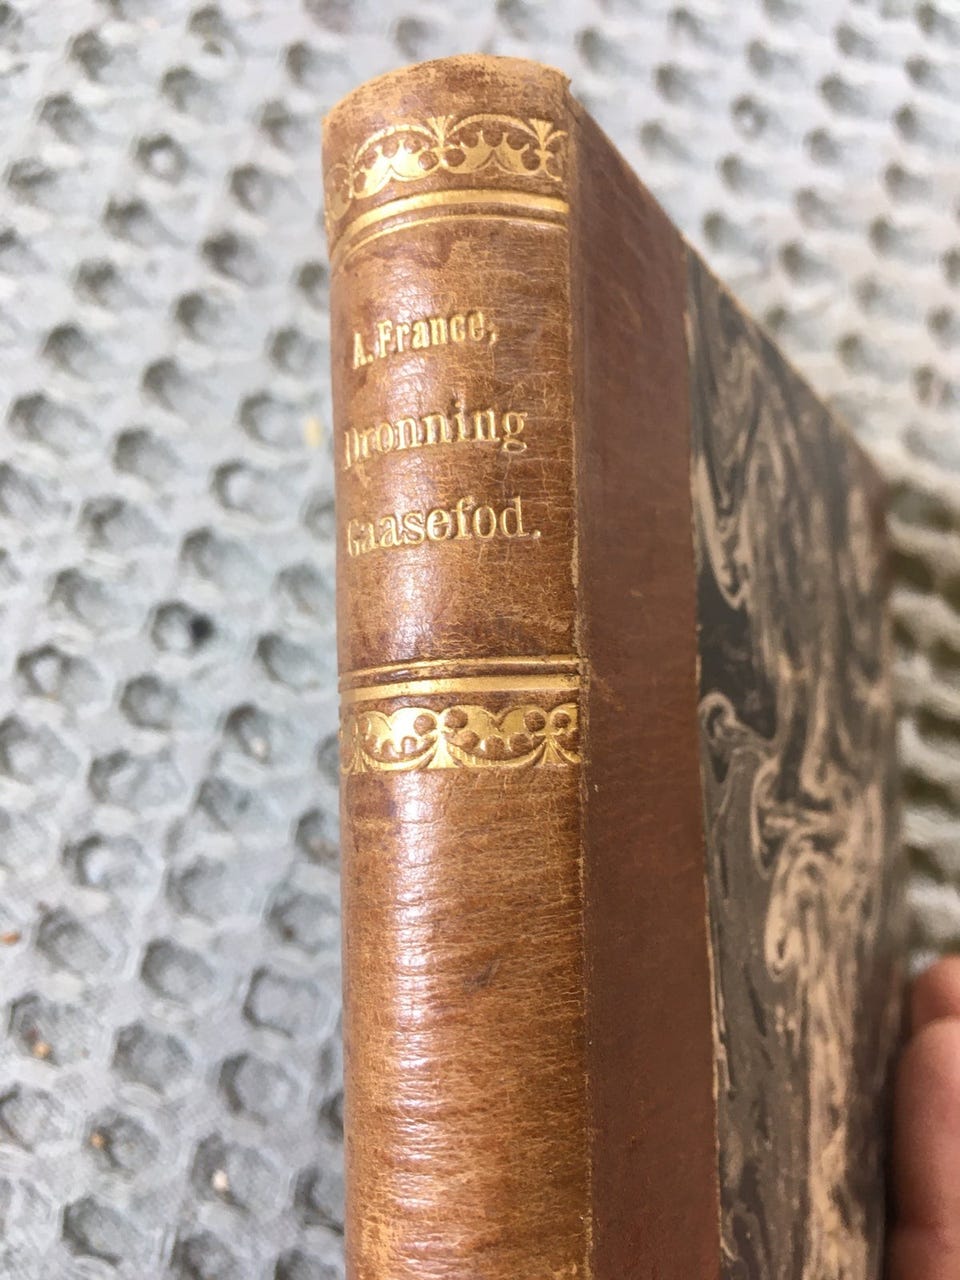 A. France,
Dronning
Gaasefod.